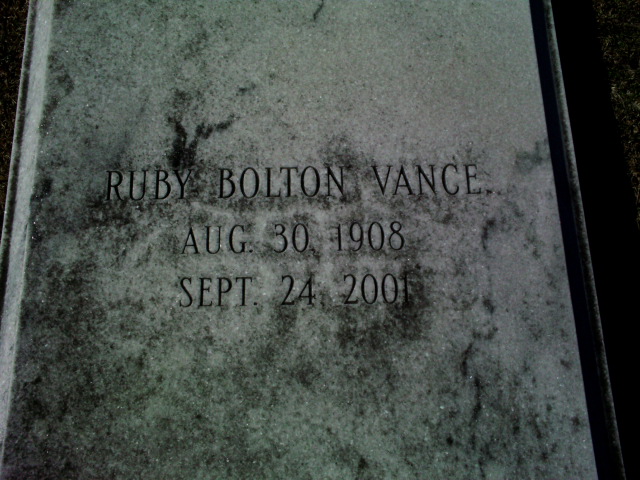 RUBY BOLTON VANCE
AUG. 30, 1908
SEPT. 24, 2001